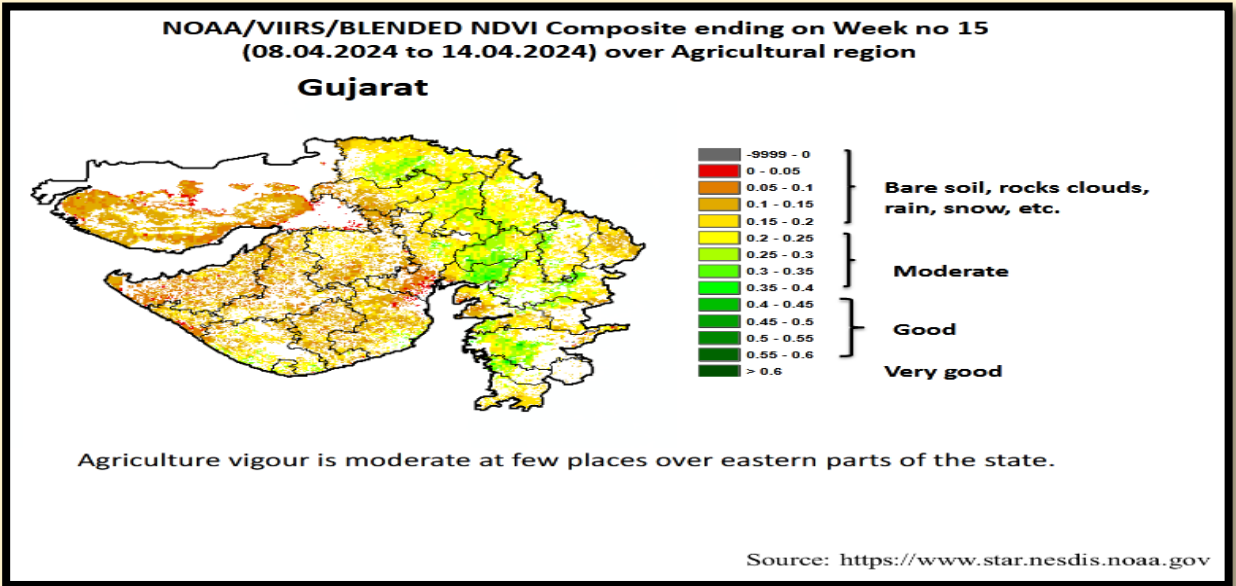 NOAA/VIIRS/BLENDED NDVI Composite ending on Week no 15
(08.04.2024 to 14.04.2024) over Agricultural region
Gujarat
-9999 - 0
0 - 0.05
0.05 - 0.1
0.1 - 0.15
0.15 - 0.2
0.2 - 0.25
0.25 - 0.3
0.3 - 0.35
0.35 - 0.4
0.4 - 0.45
0.45 - 0.5
0.5 - 0.55
0.55 - 0.6
> 0.6
Bare soil, rocks clouds,
rain, snow, etc.
Moderate
Good
Very good
Agriculture vigour is moderate at few places over eastern parts of the state.
Source: https://www.star.nesdis.noaa.gov